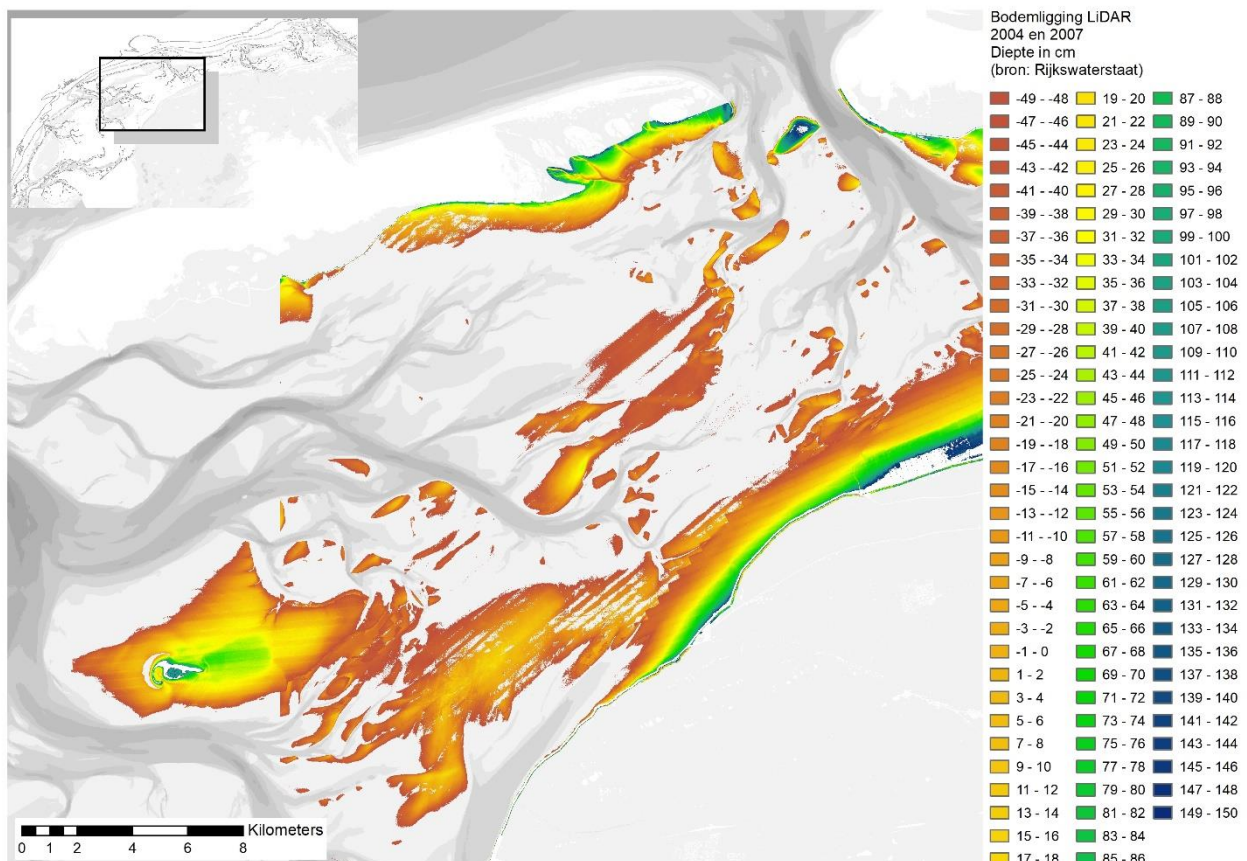 Bodemligging LiDAR
2004 en 2007
Diepte in cm
(bron: Rijkswaterstaat)
-49 - -48
-47 - -46
-45 - -44
-43 - -42
-41 - -40
-39 - -38
-37 - -36
-35 - -34
-33 - -32
-31 - -30
-29 - -28
-27 - -26
-25 - -24
-23 - -22
-21 - -20
-19 - -18
-17 - -16
-15 - -14
-13 - -12
-11 - -10
-9 - -8
-7 - -6
-5 - -4
-3 - -2
-1 - 0
1 - 2
3 - 4
5 - 6
7 - 8
9 - 10
11 - 12
13 - 14
15 - 16
17 - 18
19 - 20
21 - 22
23 - 24
25 - 26
27 - 28
29 - 30
31 - 32
33 - 34
35 - 36
37 - 38
39 - 40
41 - 42
43 - 44
45 - 46
47 - 48
49 - 50
51 - 52
53 - 54
55 - 56
57 - 58
59 - 60
61 - 62
63 - 64
65 - 66
67 - 68
69 - 70
71 - 72
73 - 74
75 - 76
77 - 78
79 - 80
81 - 82
83 - 84
85 - 86
87 - 88
89 - 90
91 - 92
93 - 94
95 - 96
97 - 98
99 - 100
101 - 102
103 - 104
105 - 106
107 - 108
109 - 110
111 - 112
113 - 114
115 - 116
117 - 118
119 - 120
121 - 122
123 - 124
125 - 126
127 - 128
129 - 130
131 - 132
133 - 134
135 - 136
137 - 138
139 - 140
141 - 142
143 - 144
145 - 146
147 - 148
149 - 150
Kilometers
0 1 2 4 6 8